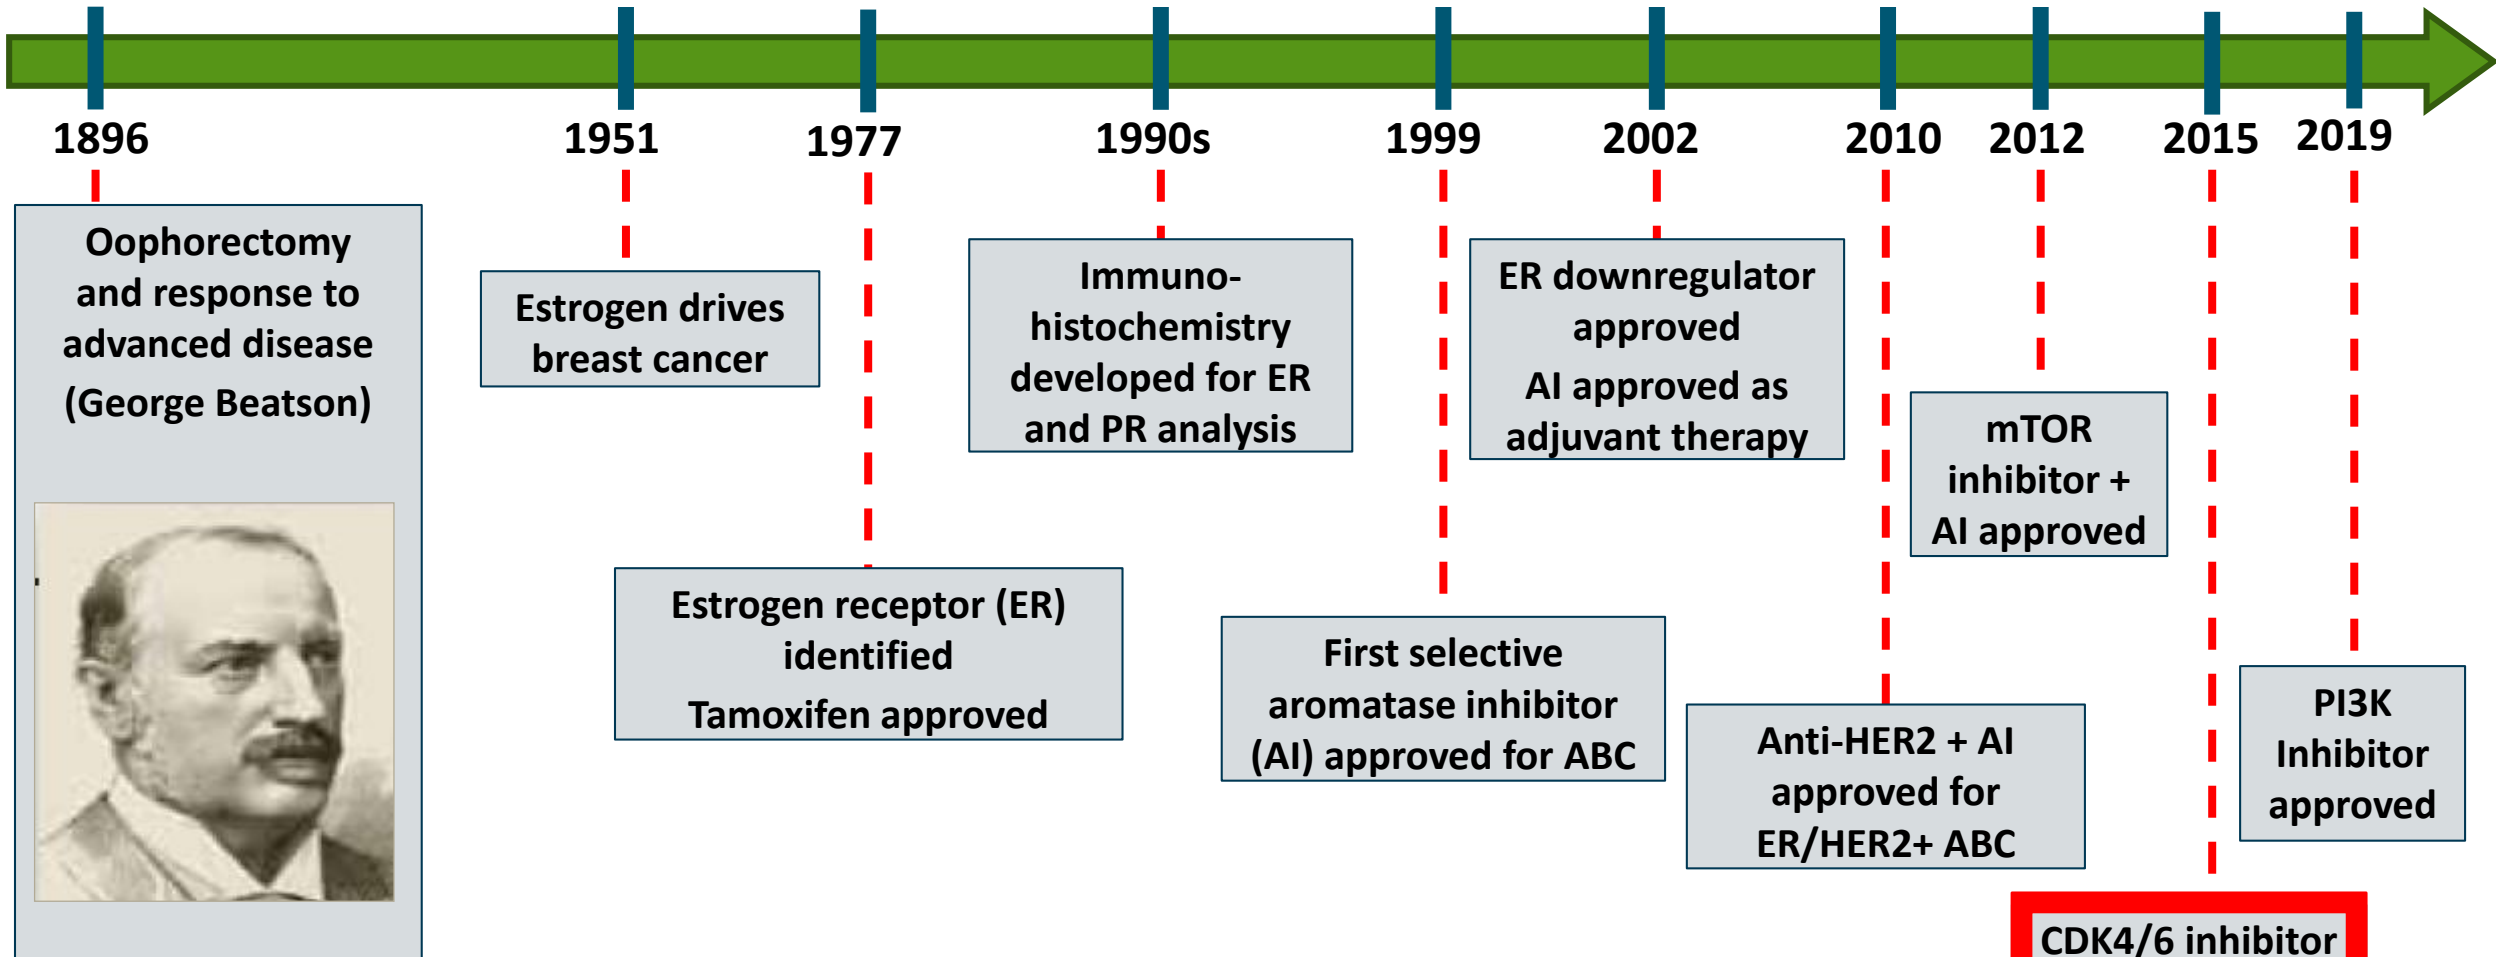 1896
1951
1977
1990s
1999
2002
2010
2012
2015
2019
Oophorectomy
and response to
advanced disease
(George Beatson)
Estrogen drives
breast cancer
Estrogen receptor (ER)
identified
Tamoxifen approved
Immuno-
histochemistry
developed for ER
and PR analysis
First selective
aromatase inhibitor
(AI) approved for ABC
ER downregulator
approved
AI approved as
adjuvant therapy
Anti-HER2 + AI
approved for
ER/HER2+ ABC
mTOR
inhibitor +
AI approved
CDK4/6 inhibitor
PI3K
Inhibitor
approved